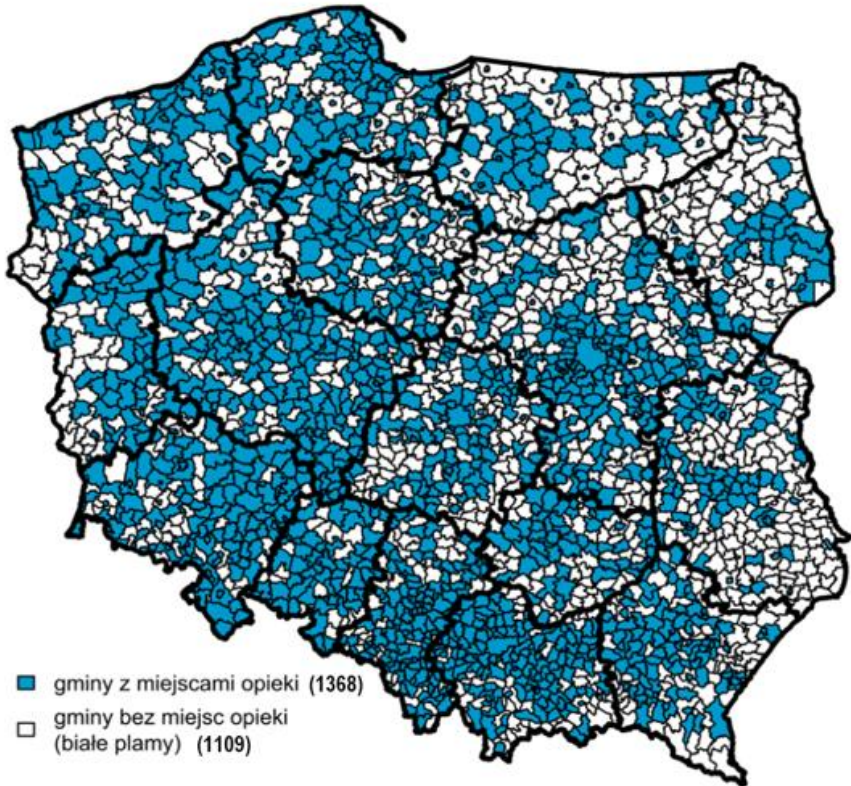 gminy z miejscami opieki (1368)
gminy bez miejsc opieki
(białe plamy) (1109)